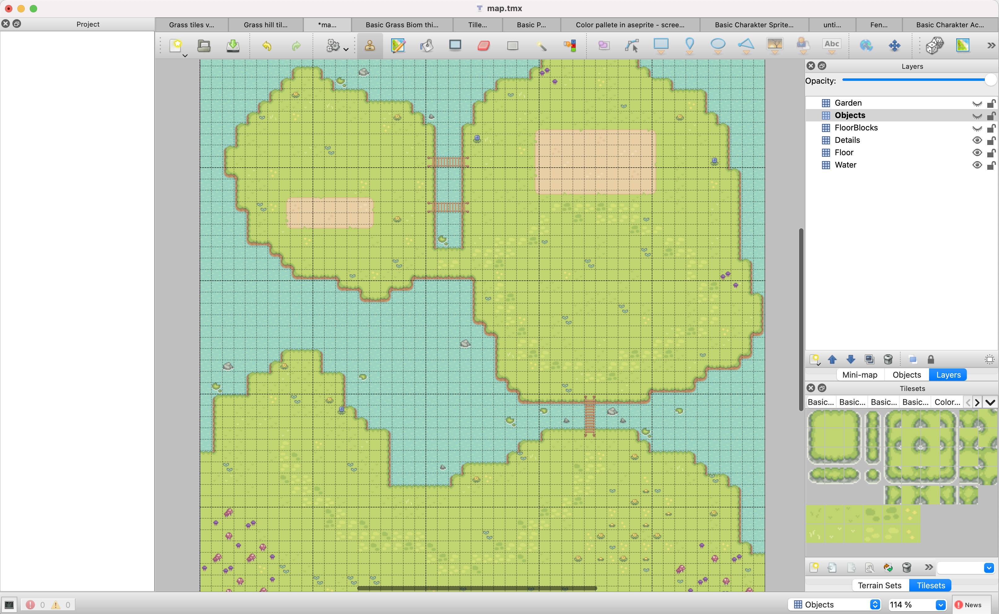 map.tmx
Project
Grass tiles v...
Grass hill til...
*ma...
Basic Grass Biom thi...
Tille...
Basic P...
Color pallete in aseprite - scree...
Basic Charakter Sprite...
unti...
Fen...
Basic Charakter Ac...
Abc
Layers
Opacity:
Garden
Objects
FloorBlocks
Details
Floor
Water
Mini-map Objects Layers
Tilesets
Basic... Basic... Basic... Basic... Color...
Terrain Sets Tilesets
0 0
Objects
114 %
News